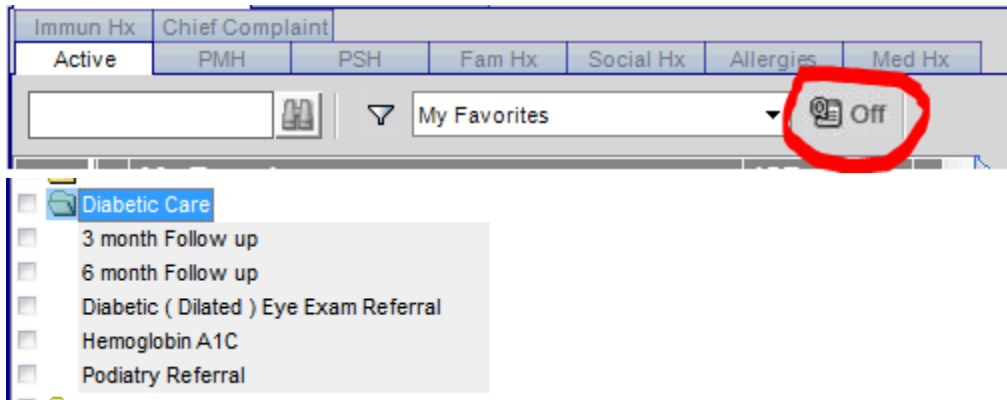 Immun Hx Chief Complaint
Active PMH PSH Fam Hx Social Hx Allergies Med Hx
My Favorites Off
Diabetic Care
3 month Follow up
6 month Follow up
Diabetic ( Dilated ) Eye Exam Referral
Hemoglobin A1C
Podiatry Referral